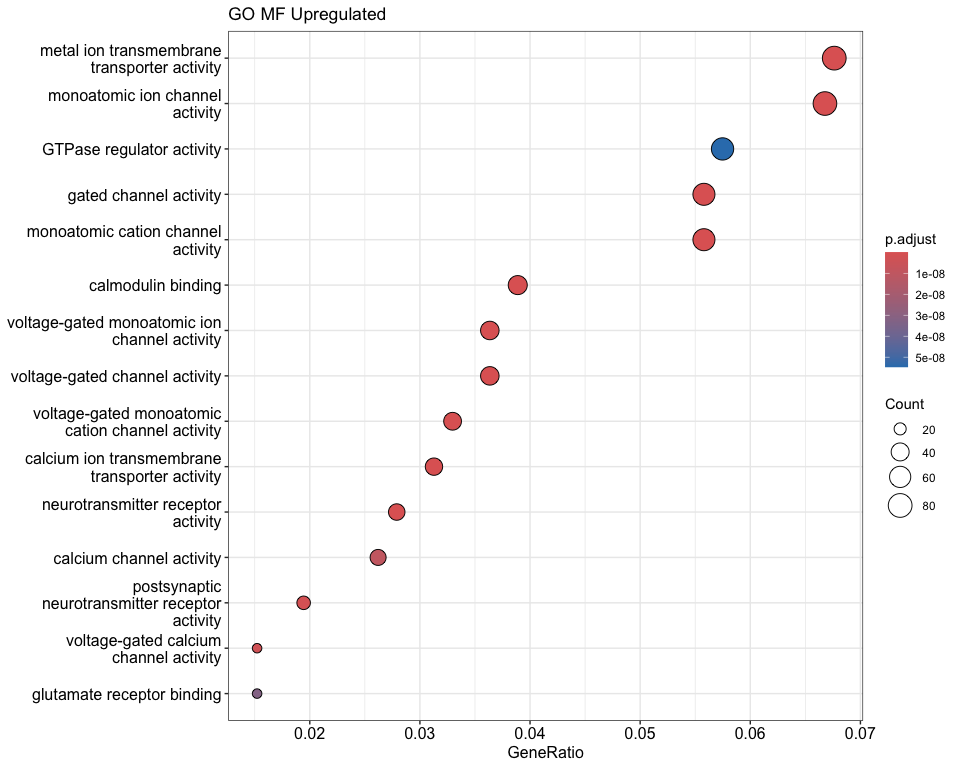 GO MF Upregulated
metal ion transmembrane
transporter activity
monoatomic ion channel
activity
GTPase regulator activity
gated channel activity
monoatomic cation channel
activity
calmodulin binding
voltage-gated monoatomic ion
channel activity
voltage-gated channel activity
voltage-gated monoatomic
cation channel activity
calcium ion transmembrane
transporter activity
neurotransmitter receptor
activity
calcium channel activity
postsynaptic
neurotransmitter receptor
activity
voltage-gated calcium
channel activity
glutamate receptor binding
0.02 0.03 0.04 0.05 0.06 0.07
GeneRatio
p.adjust
1e-08
2e-08
3e-08
4e-08
5e-08
Count
20
40
60
80